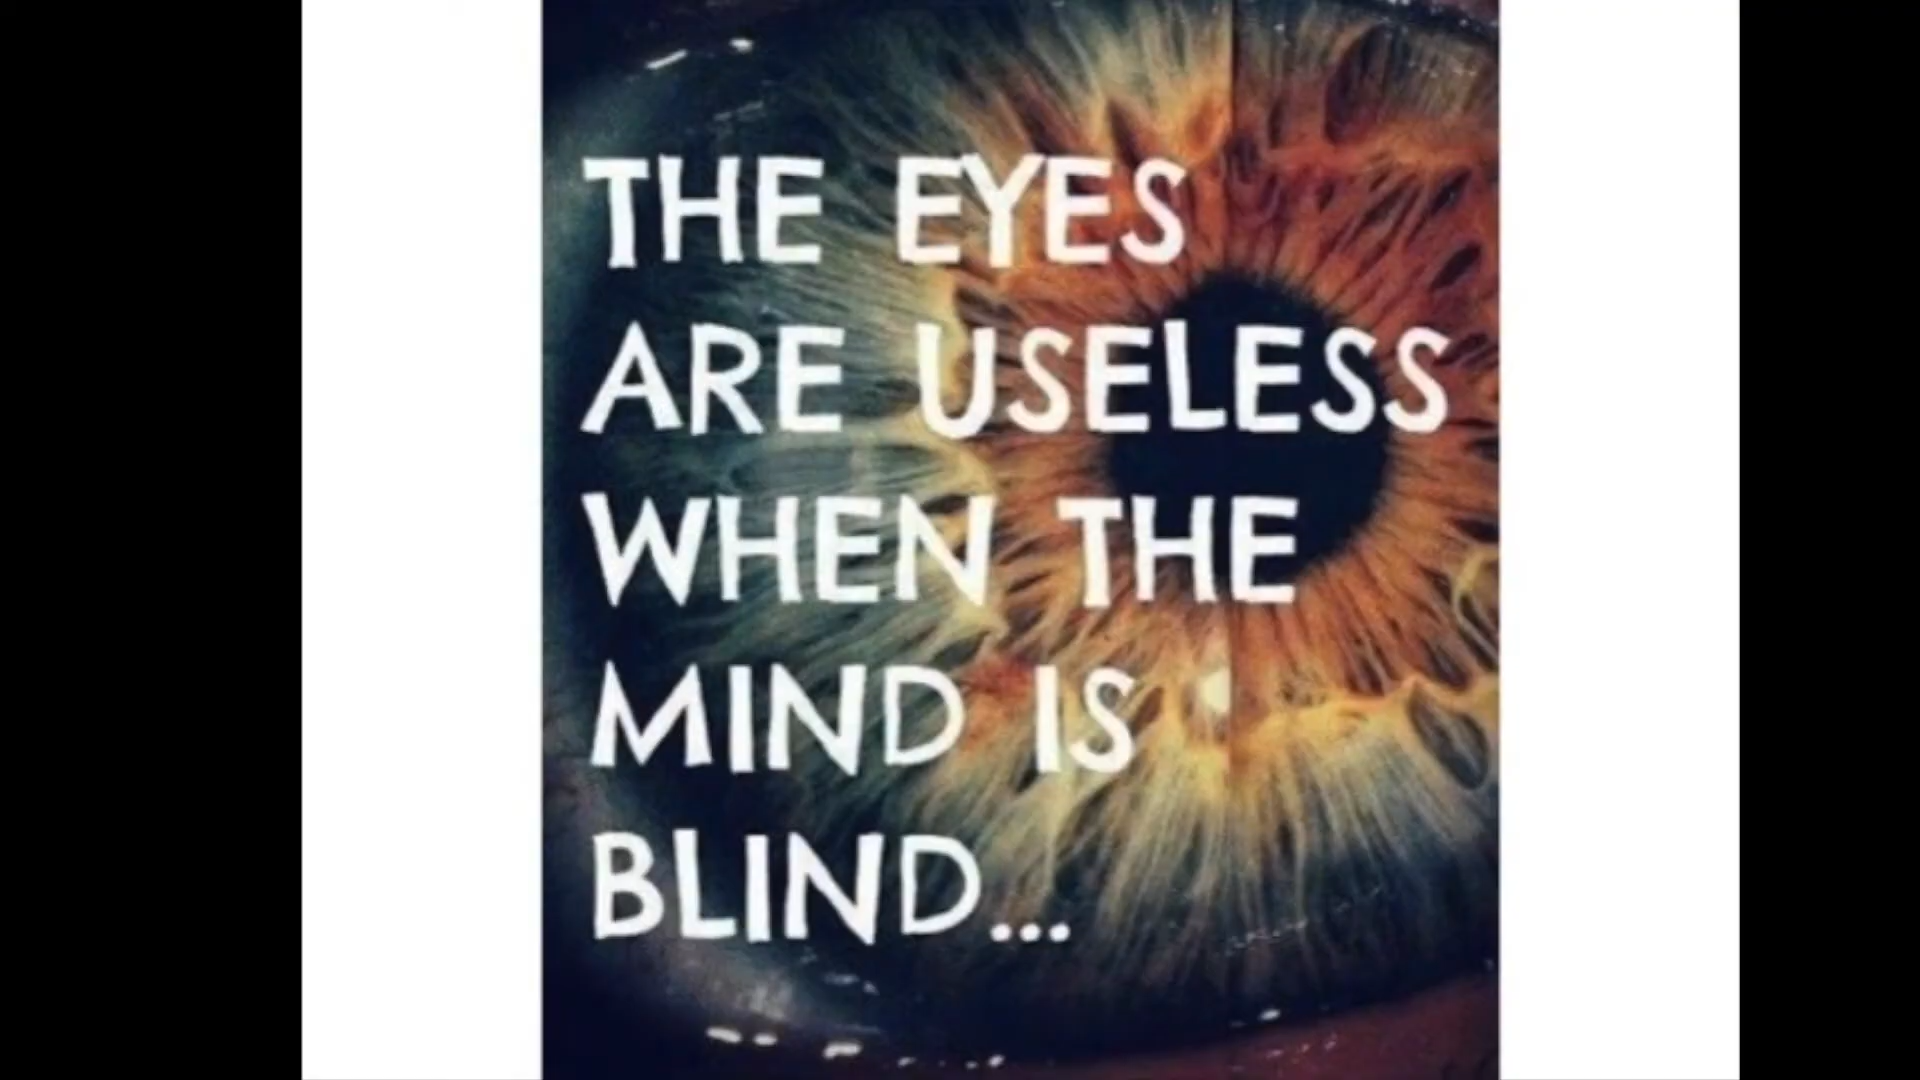 THE EYES
ARE USELESS
WHEN THE
MIND IS
BLIND...